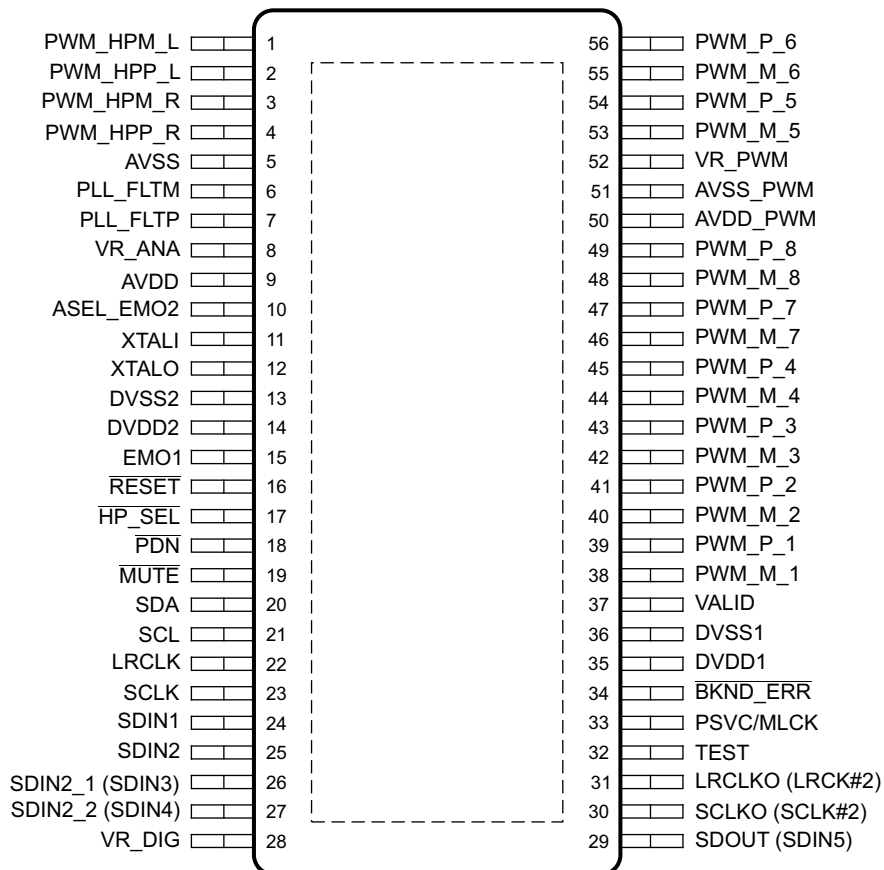 PWM_HPM_L 1 56 PWM_P_6
PWM_HPP_L 2 55 PWM_M_6
PWM_HPM_R 3 54 PWM_P_5
PWM_HPP_R 4 53 PWM_M_5
AVSS 5 52 VR_PWM
PLL_FLTM 6 51 AVSS_PWM
PLL_FLTP 7 50 AVDD_PWM
VR_ANA 8 49 PWM_P_8
AVDD 9 48 PWM_M_8
ASEL_EMO2 10 47 PWM_P_7
XTALI 11 46 PWM_M_7
XTALO 12 45 PWM_P_4
DVSS2 13 44 PWM_M_4
DVDD2 14 43 PWM_P_3
EMO1 15 42 PWM_M_3
RESET 16 41 PWM_P_2
HP_SEL 17 40 PWM_M_2
PDN 18 39 PWM_P_1
MUTE 19 38 PWM_M_1
SDA 20 37 VALID
SCL 21 36 DVSS1
LRCLK 22 35 DVDD1
SCLK 23 34 BKND_ERR
SDIN1 24 33 PSVC/MLCK
SDIN2 25 32 TEST
SDIN2_1 (SDIN3) 26 31 LRCLKO (LRCK#2)
SDIN2_2 (SDIN4) 27 30 SCLKO (SCLK#2)
VR_DIG 28 29 SDOUT (SDIN5)